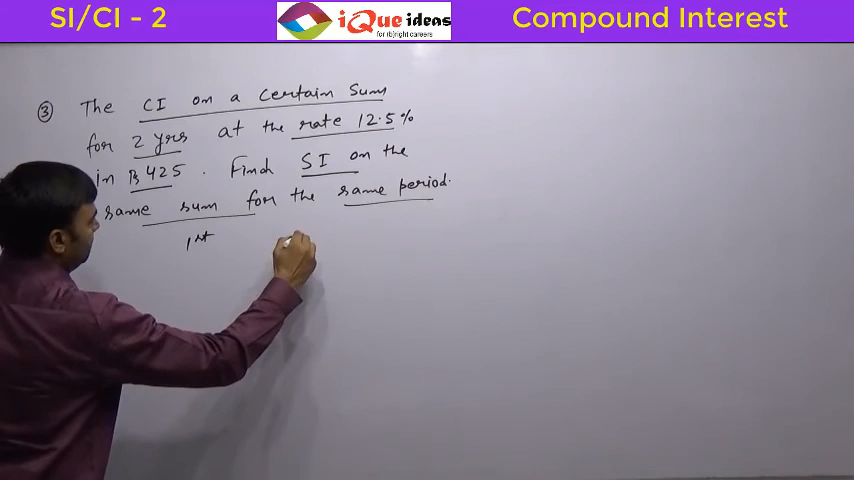 SI/CI - 2
iQue ideas
for (b)right careers
Compound Interest
3 The CI on a certain sum
for 2 yrs at the rate 12.5%
in Rs 425. Find SI on the
same sum for the same period.
1st